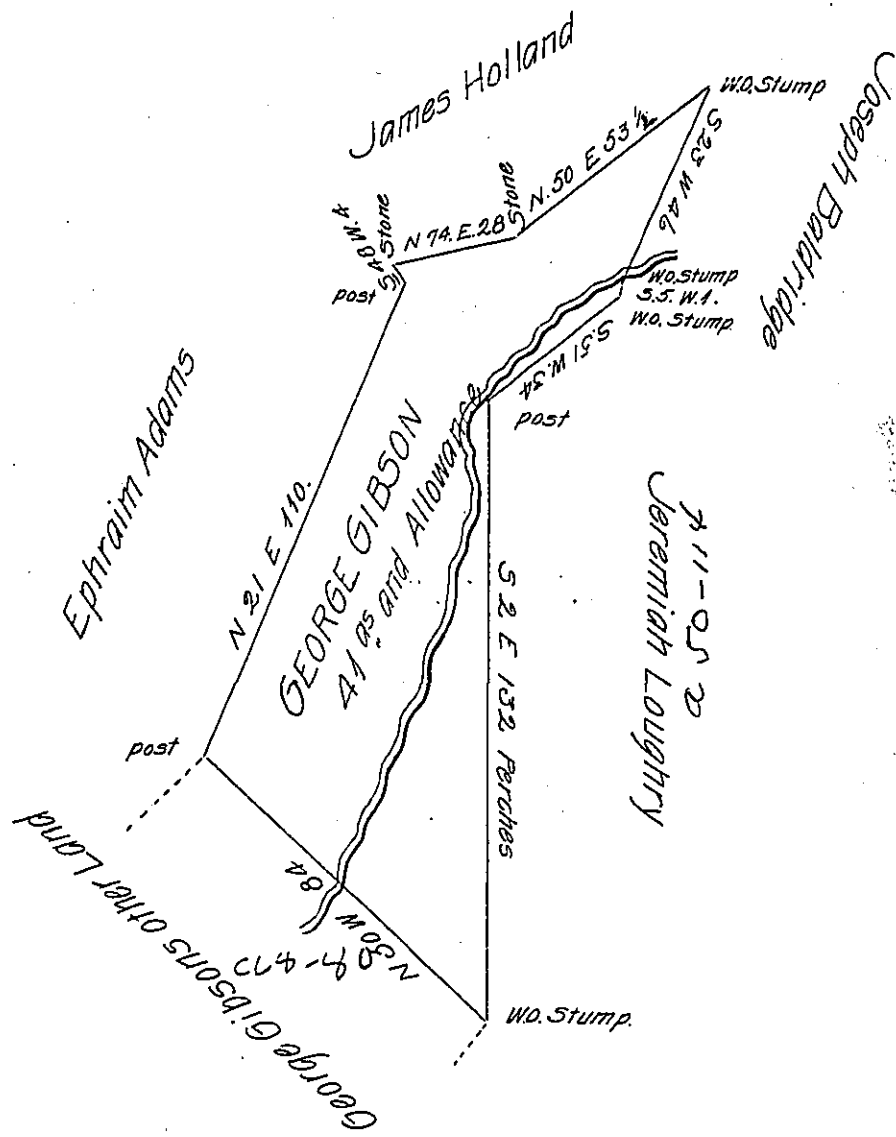 James Holland
W.O. Stump
Joseph Baldridge
N. 50 E 53 1/2
S 23 W 46
Stone
N 74. E. 28
Stone
S 48 W. 4
post
W.O. Stump
S. 5. W. 1.
W.O. Stump
S. 51 W. 34
post
Ephraim Adams
N 21 E 110.
GEORGE GIBSON
41 as and Allowance
S 2 E 132 Perches
Jeremiah Loughry
post
84
N 50 W
George Gibsons other Land
W.O. Stump.